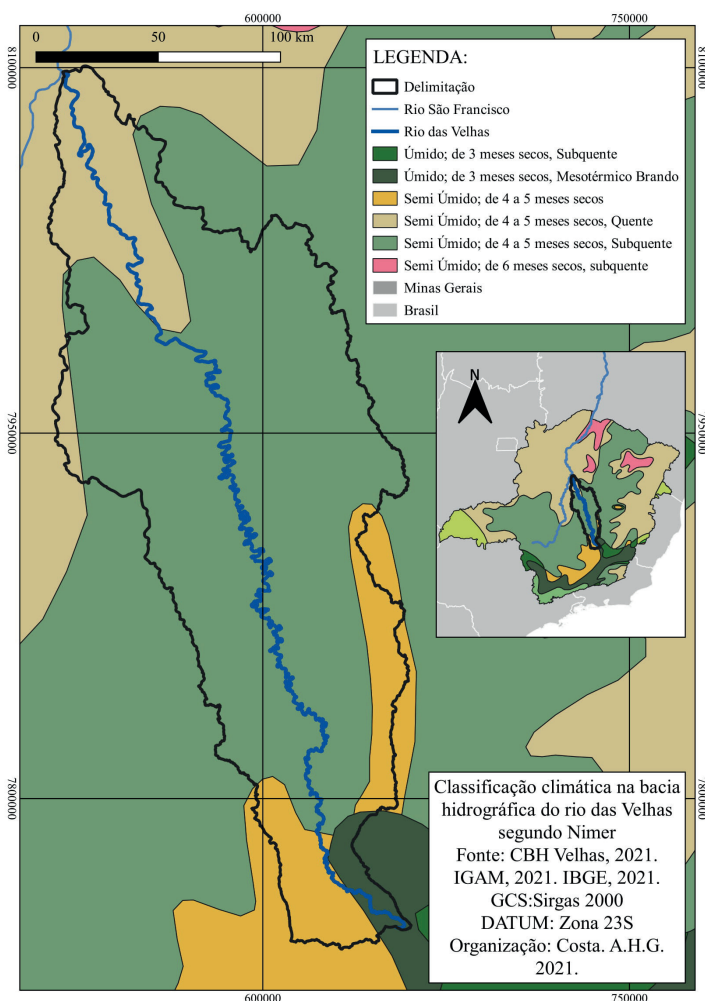 600000
750000
0
50
100 km
8100000
8100000
LEGENDA:
Delimitação
Rio São Francisco
Rio das Velhas
Úmido; de 3 meses secos, Subquente
Úmido; de 3 meses secos, Mesotérmico Brando
Semi Úmido; de 4 a 5 meses secos
Semi Úmido; de 4 a 5 meses secos, Quente
Semi Úmido; de 4 a 5 meses secos, Subquente
Semi Úmido; de 6 meses secos, subquente
Minas Gerais
Brasil
N
7950000
7950000
7800000
7800000
Classificação climática na bacia
hidrográfica do rio das Velhas
segundo Nimer
Fonte: CBH Velhas, 2021.
IGAM, 2021. IBGE, 2021.
GCS:Sirgas 2000
DATUM: Zona 23S
Organização: Costa. A.H.G.
2021.
600000
750000